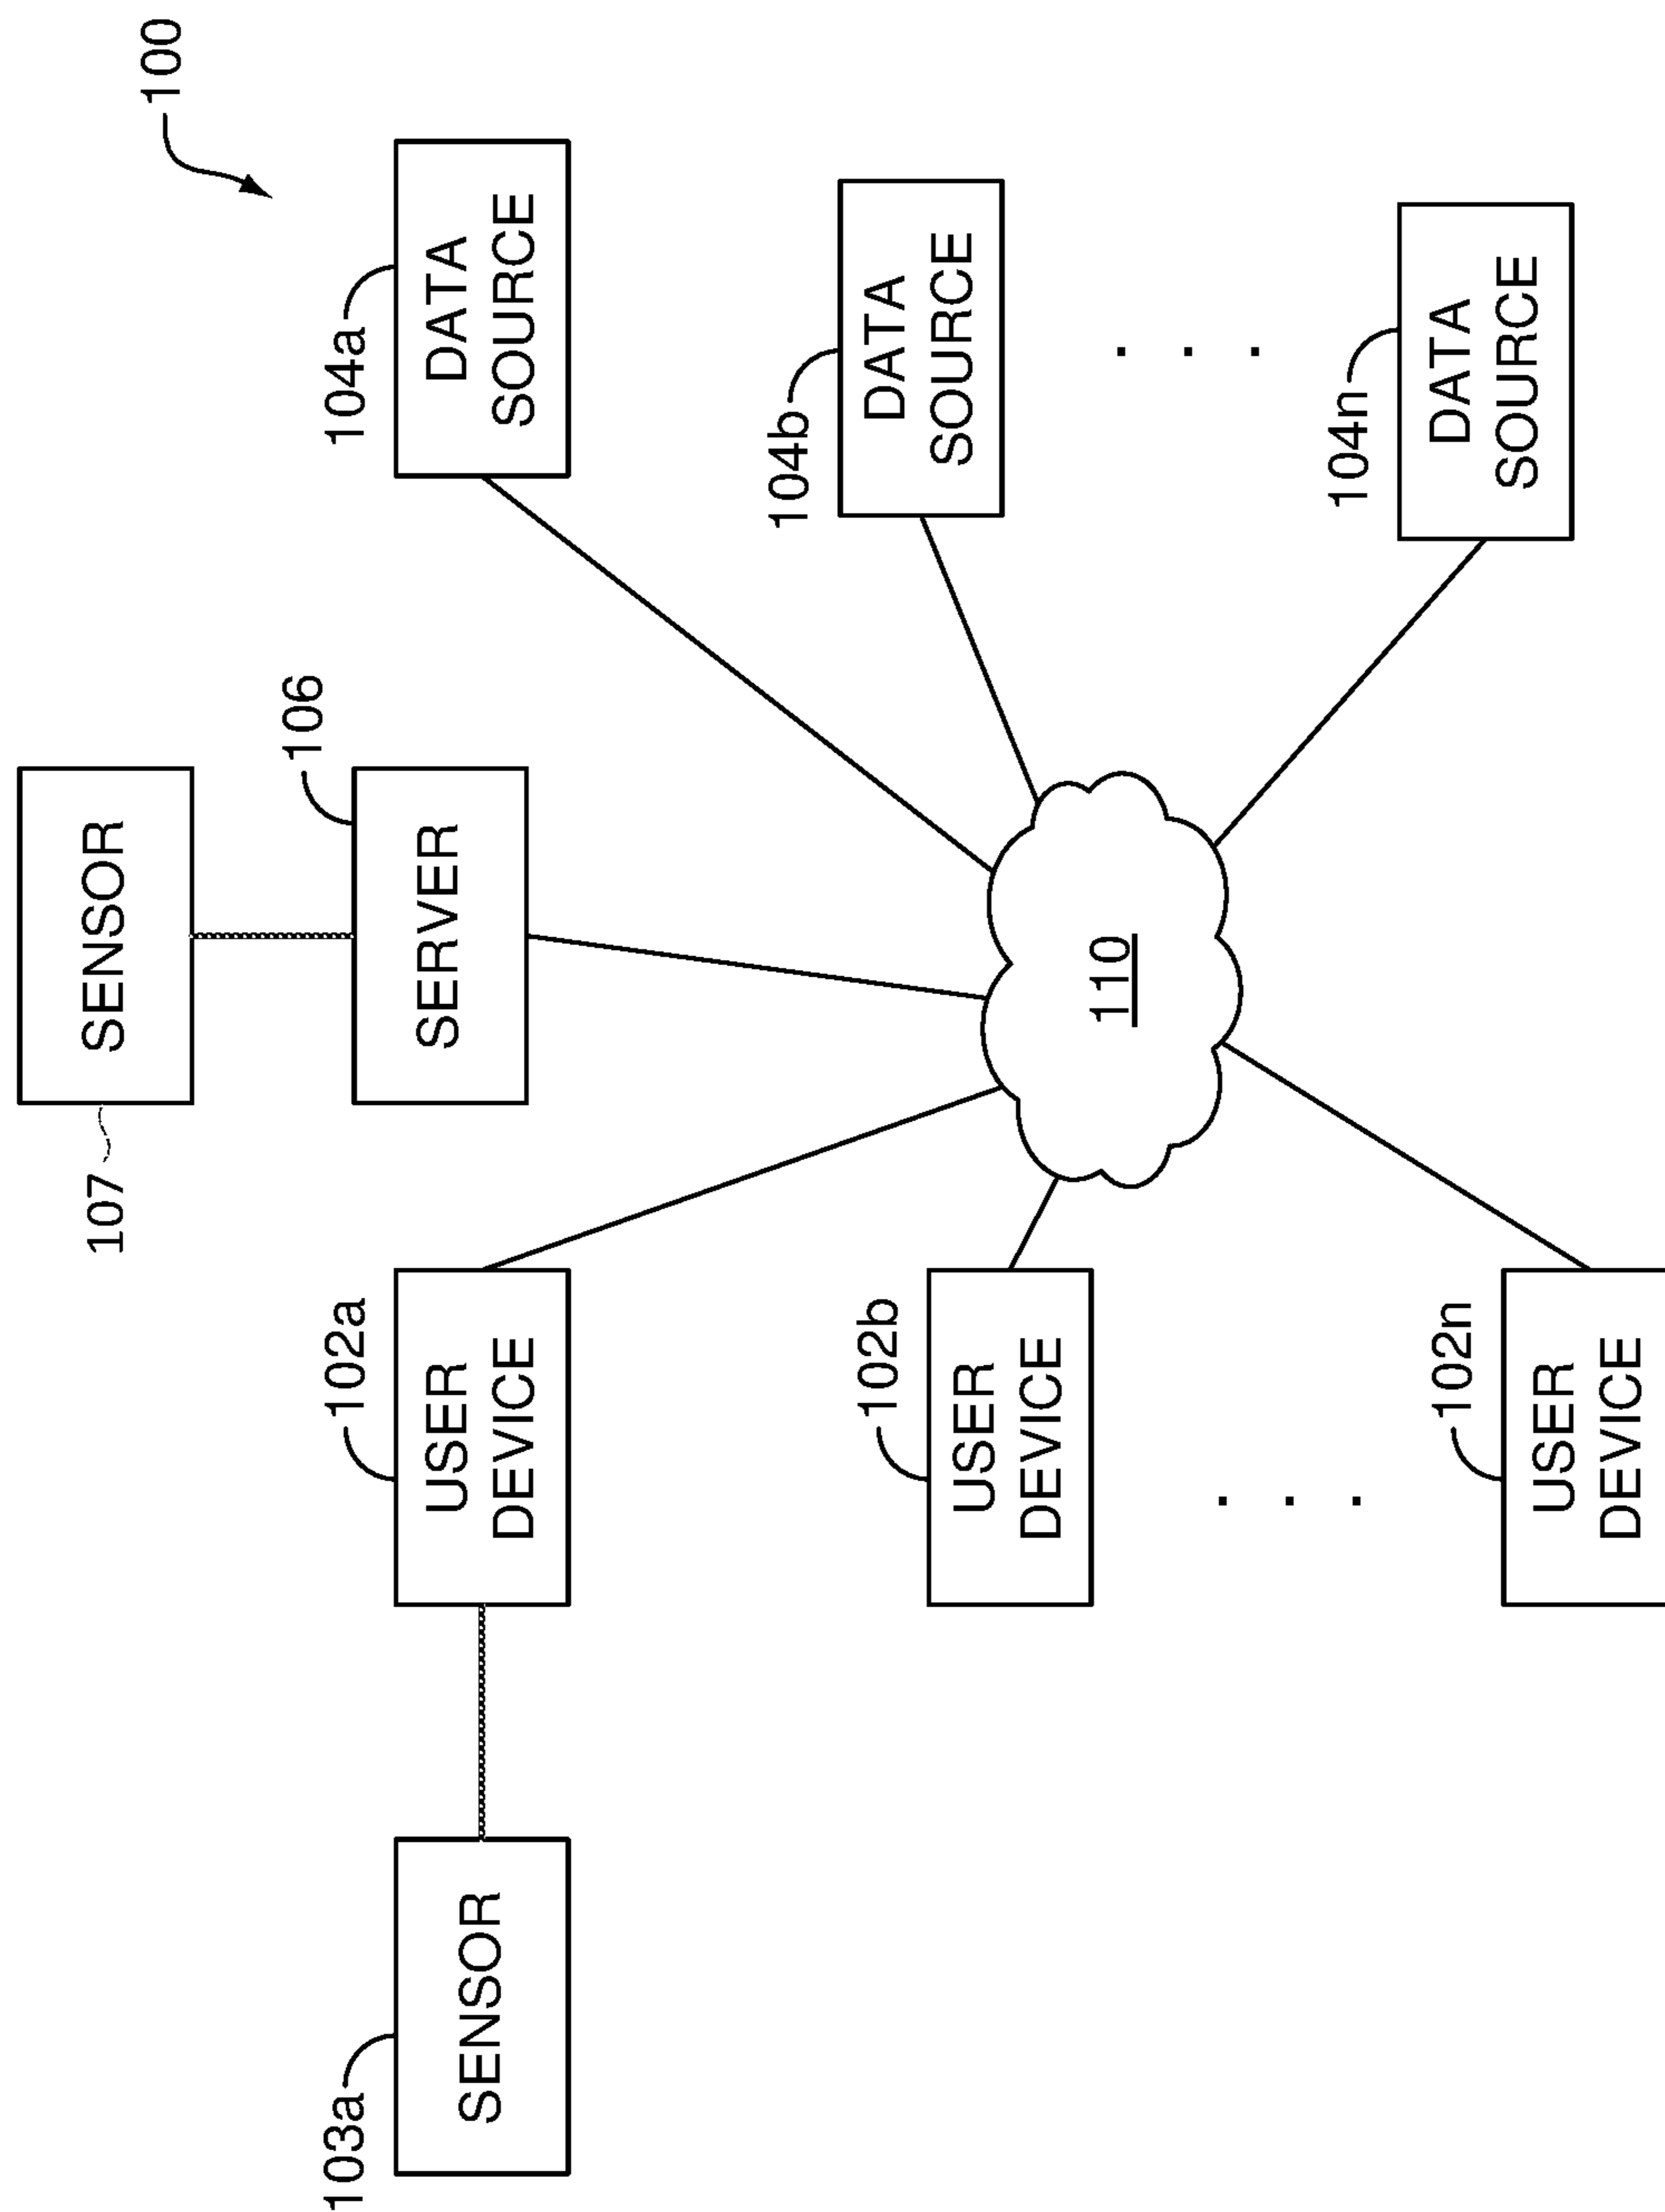 100
SENSOR
107
SERVER
106
103a
SENSOR
102a
USER
DEVICE
104a
DATA
SOURCE
102b
USER
DEVICE
104b
DATA
SOURCE
110
102n
USER
DEVICE
104n
DATA
SOURCE